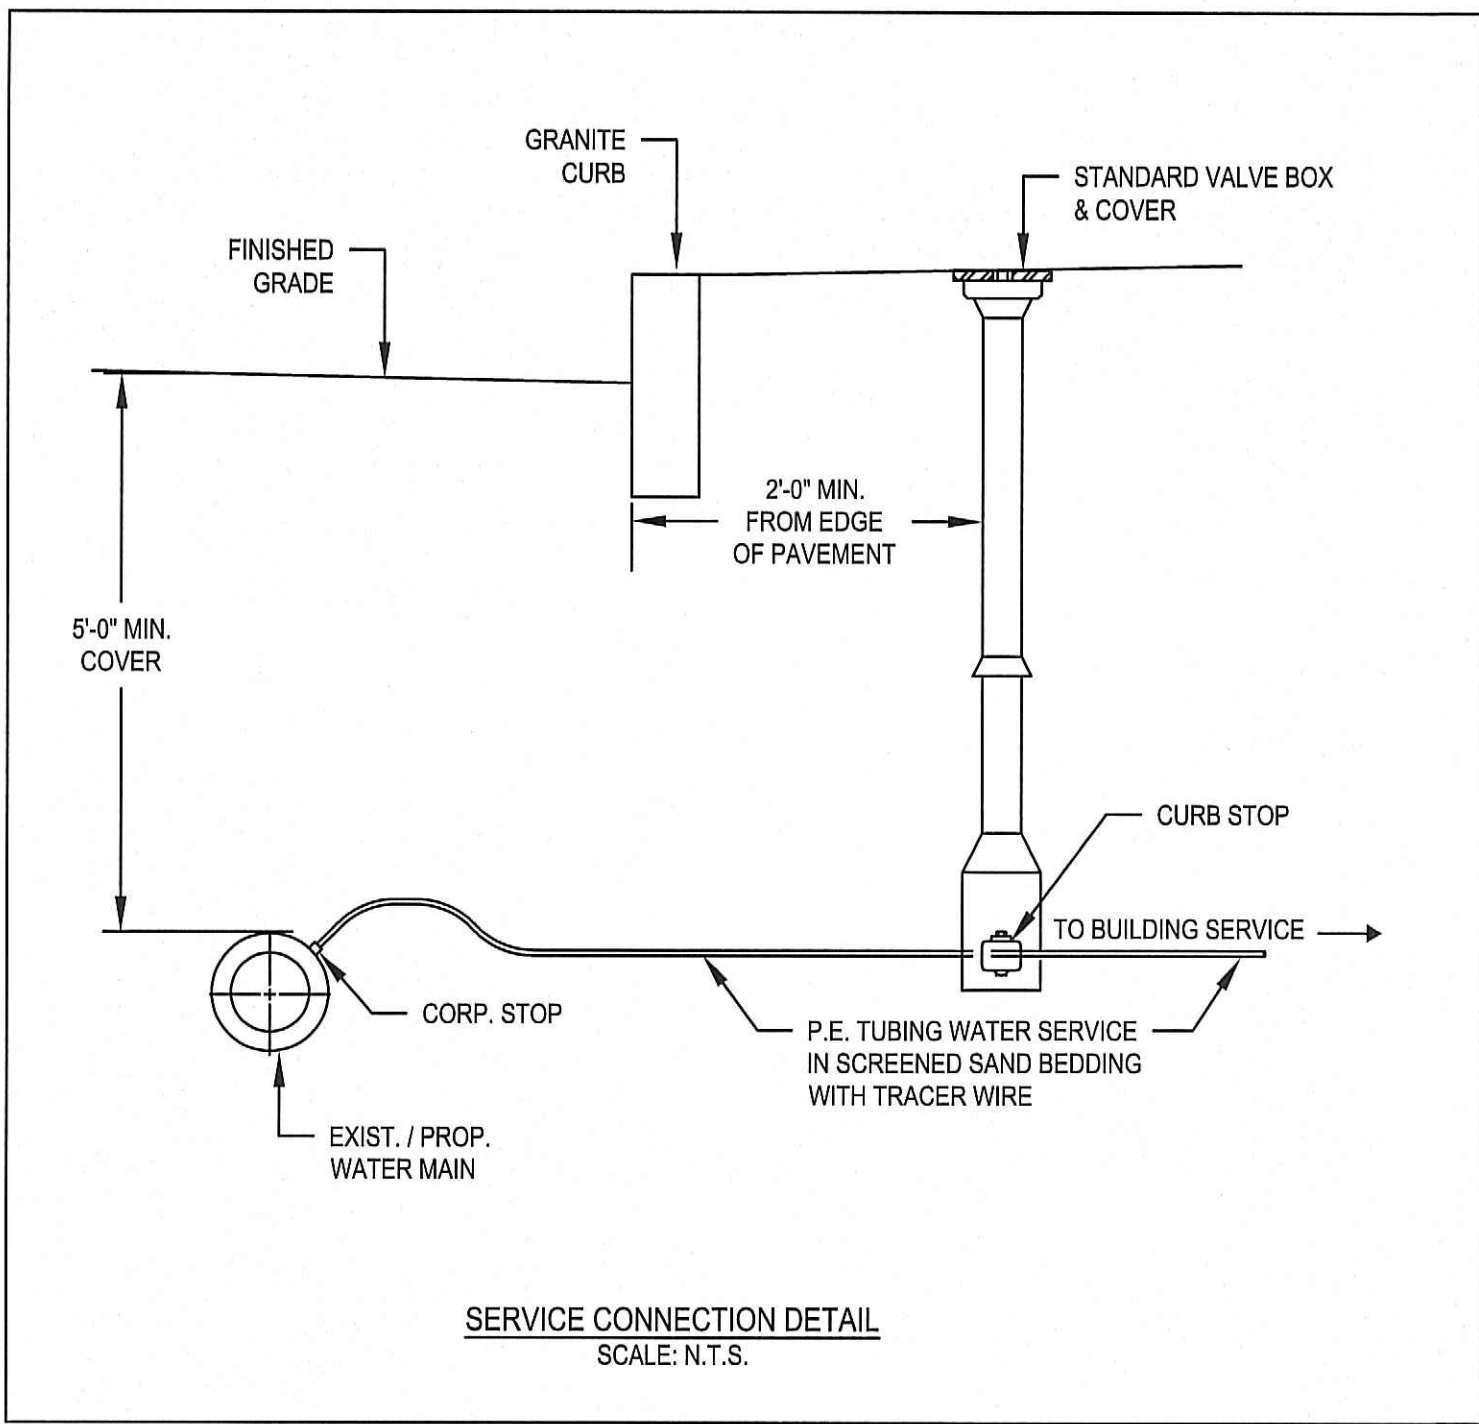 GRANITE
CURB
STANDARD VALVE BOX
& COVER
FINISHED
GRADE
2'-0" MIN.
FROM EDGE
OF PAVEMENT
5'-0" MIN.
COVER
CURB STOP
TO BUILDING SERVICE
CORP. STOP
P.E. TUBING WATER SERVICE
IN SCREENED SAND BEDDING
WITH TRACER WIRE
EXIST. / PROP.
WATER MAIN
SERVICE CONNECTION DETAIL
SCALE: N.T.S.